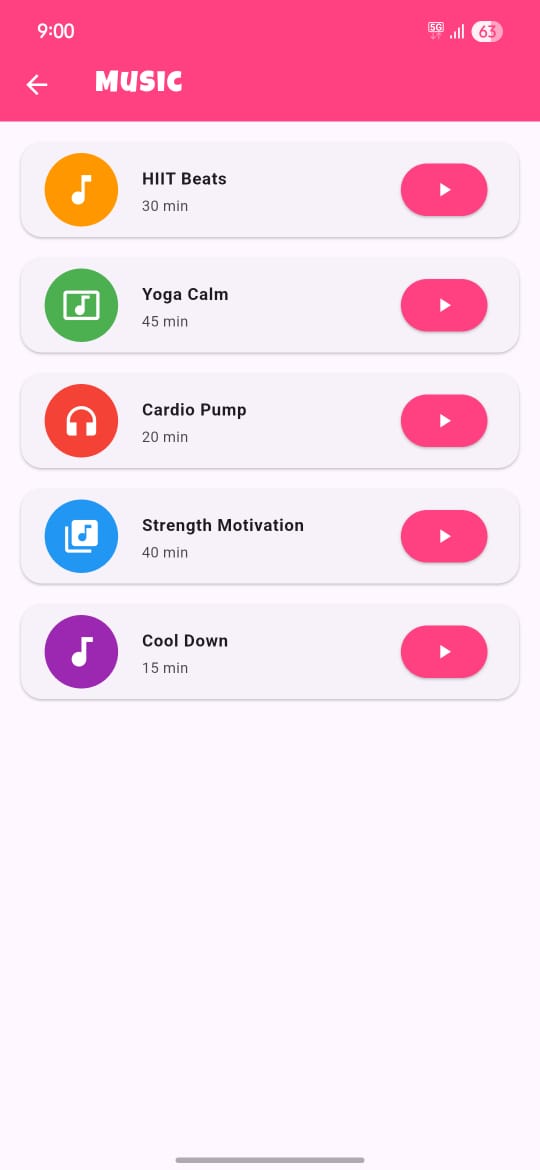 9:00
5G
63
Music
HIIT Beats
30 min
Yoga Calm
45 min
Cardio Pump
20 min
Strength Motivation
40 min
Cool Down
15 min